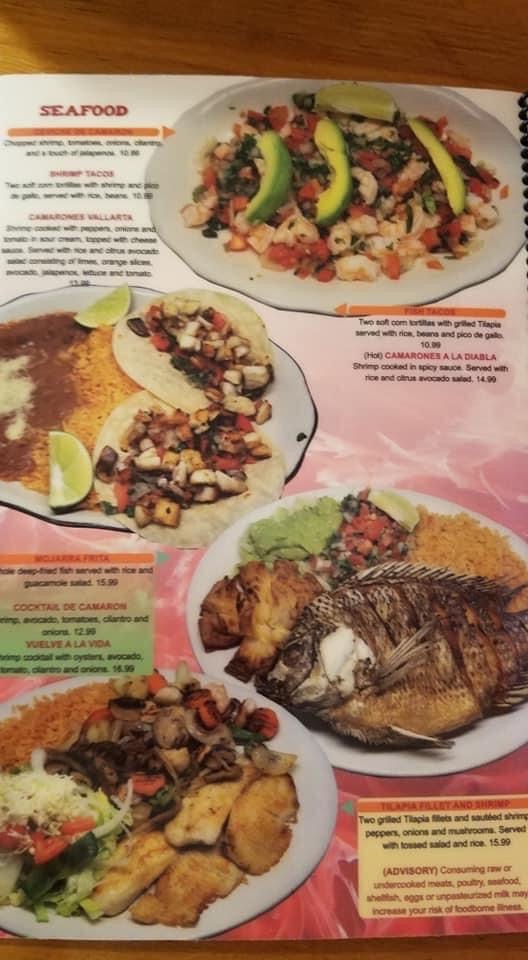 SEAFOOD
CEVICHE DE CAMARON
Chopped shrimp, tomatoes, onions, cilantro,
and a touch of jalapenos. 10.86
SHRIMP TACOS
Two soft corn tortillas with shrimp and pico
de gallo, served with rice, beans. 10.99
CAMARONES VALLARTA
Shrimp cooked with peppers, onions and
tomato in sour cream, topped with cheese
sauce. Served with rice and citrus avocado
salad consisting of limes, orange slices,
avocado, jalapenos, lettuce and tomato.
13.99
FISH TACOS
Two soft corn tortillas with grilled Tilapia
served with rice, beans and pico de gallo.
10.99
(Hot) CAMARONES A LA DIABLA
Shrimp cooked in spicy sauce. Served with
rice and citrus avocado salad. 14.99
MOJARRA FRITA
hole deep-fried fish served with rice and
guacamole salad. 15.99
COCKTAIL DE CAMARON
rimp, avocado, tomatoes, cilantro and
onions. 12.99
VUELVE A LA VIDA
hrimp cocktail with oysters, avocado,
tomato, cilantro and onions. 16.99
TILAPIA FILLET AND SHRIMP
Two grilled Tilapia fillets and sautéed shrimp
peppers, onions and mushrooms. Served
with tossed salad and rice. 15.99
(ADVISORY) Consuming raw or
undercooked meats, poultry, seafood,
shellfish, eggs or unpasteurized milk may
increase your risk of foodborne illness.